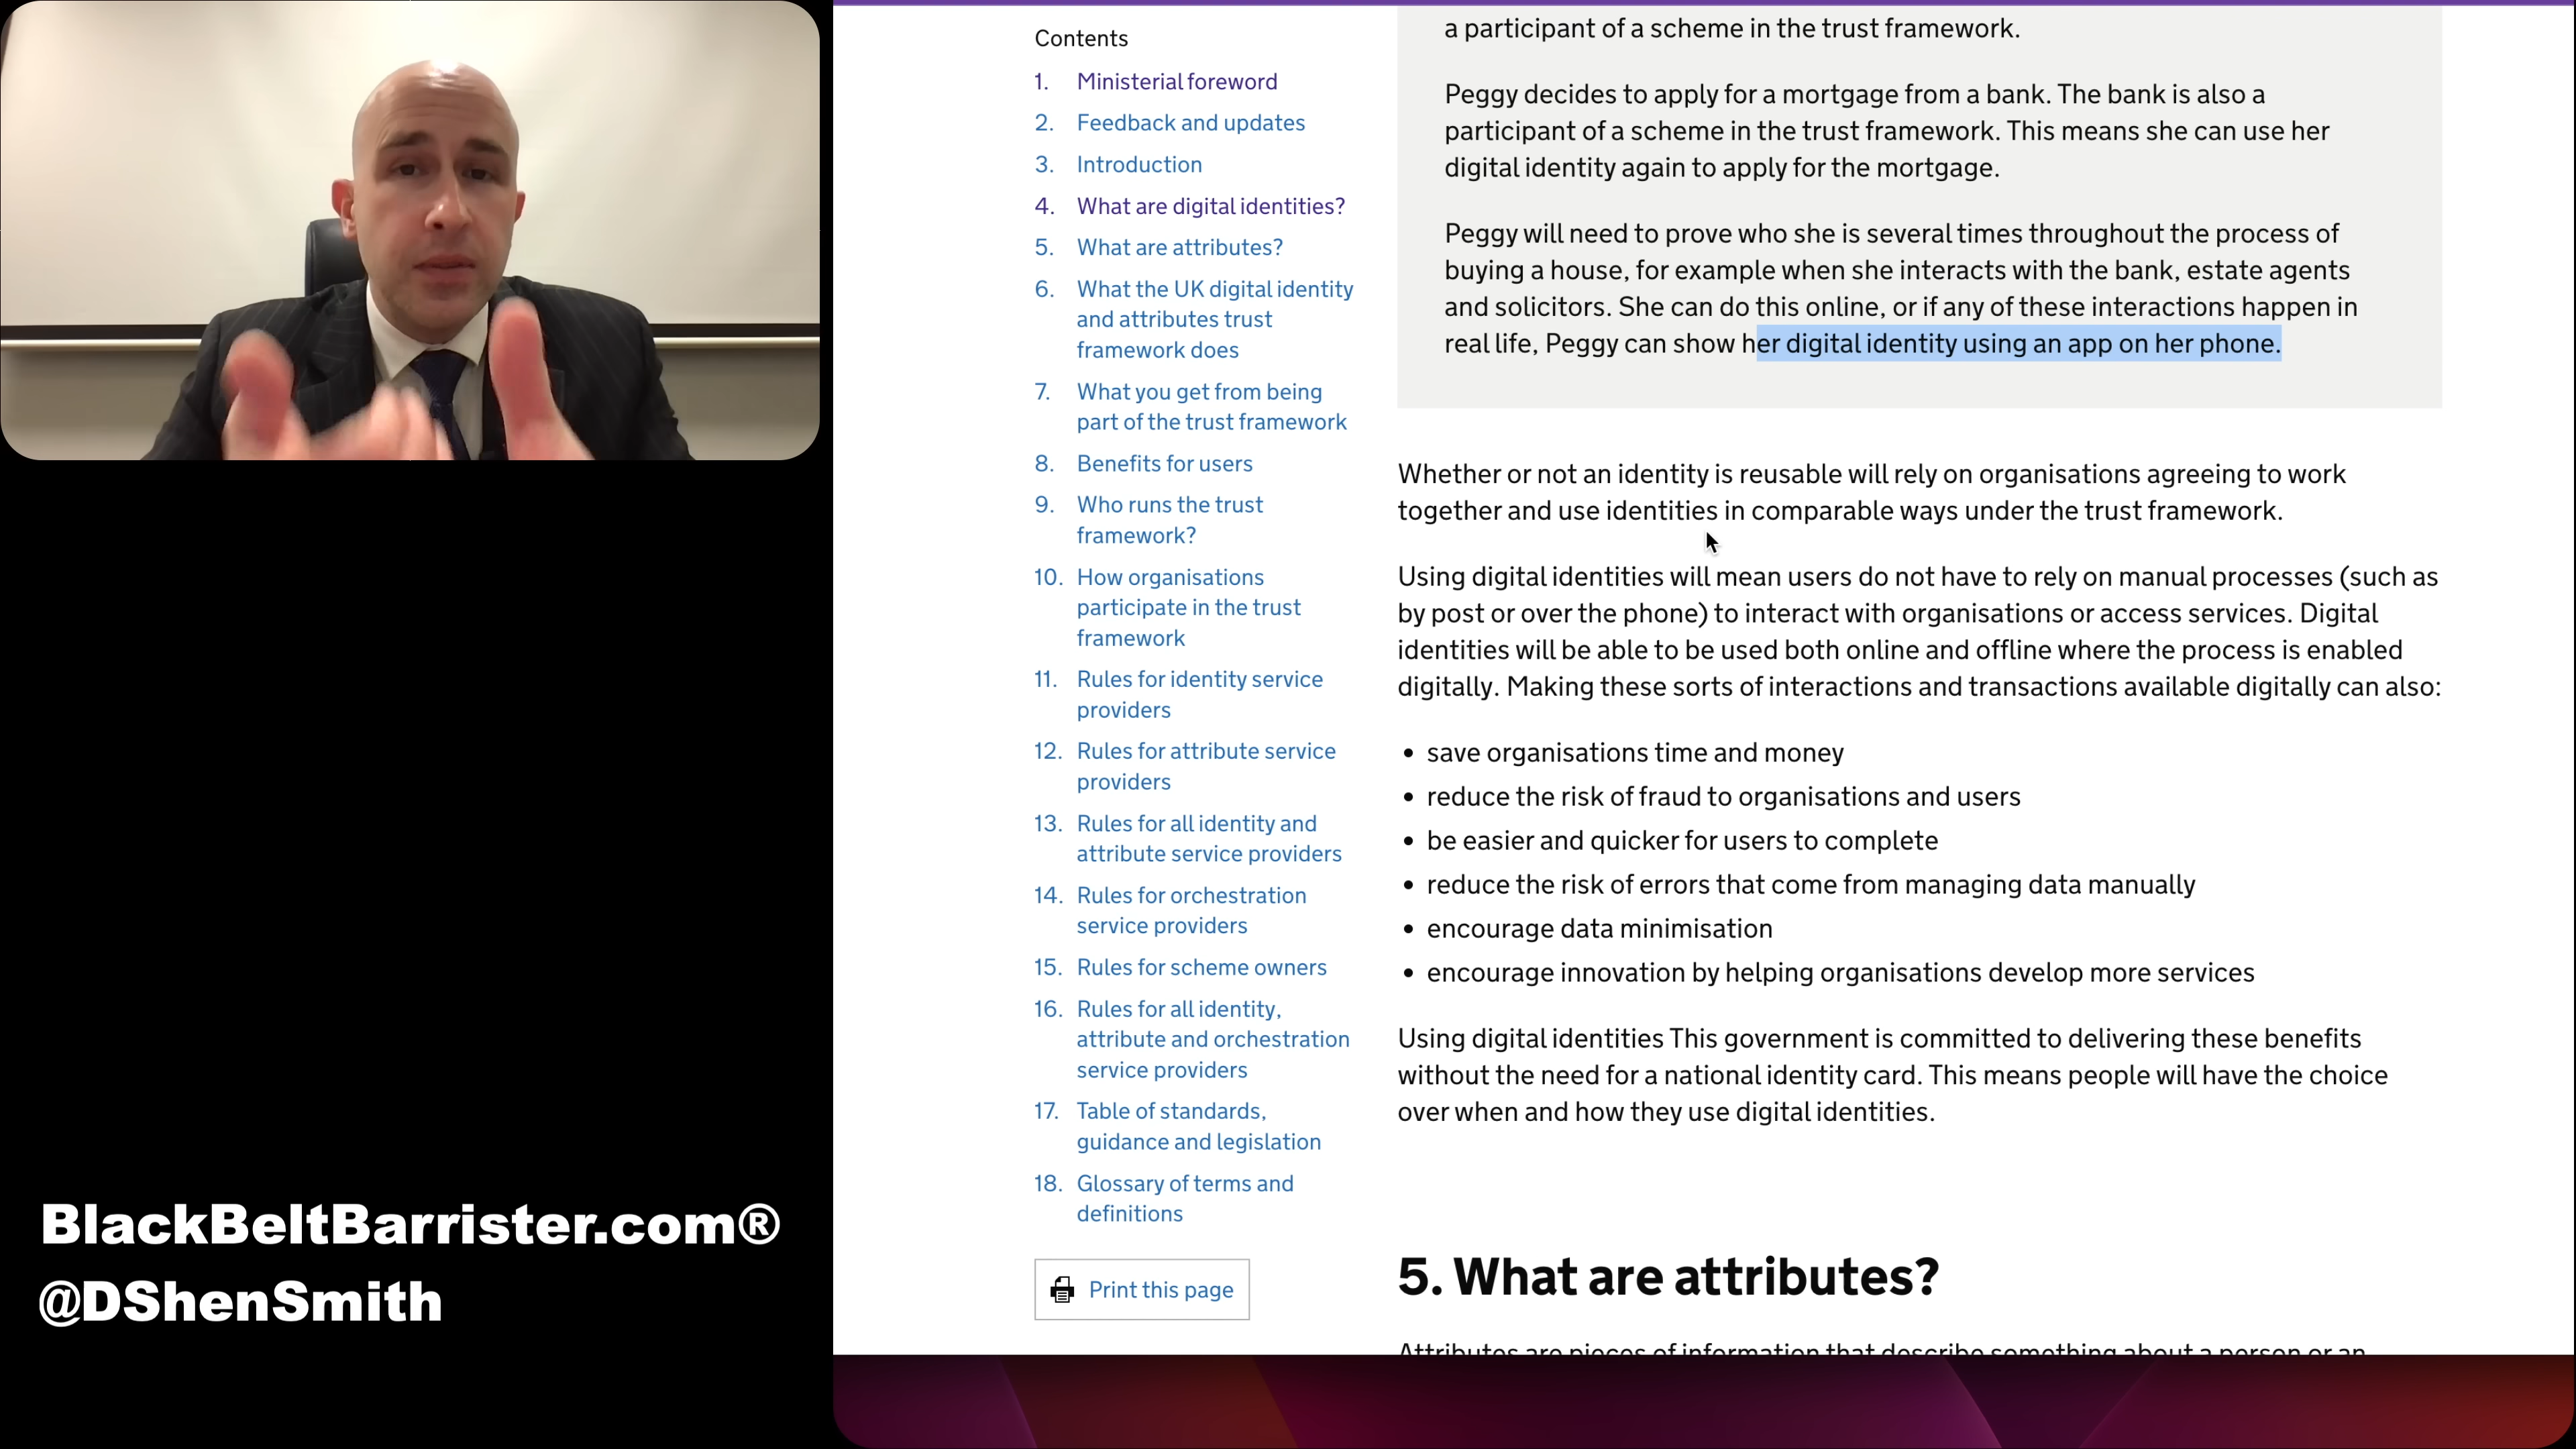 BlackBeltBarrister.com®
@DShenSmith
Contents
1. Ministerial foreword
2. Feedback and updates
3. Introduction
4. What are digital identities?
5. What are attributes?
6. What the UK digital identity
and attributes trust
framework does
7. What you get from being
part of the trust framework
8. Benefits for users
9. Who runs the trust
framework?
10. How organisations
participate in the trust
framework
11. Rules for identity service
providers
12. Rules for attribute service
providers
13. Rules for all identity and
attribute service providers
14. Rules for orchestration
service providers
15. Rules for scheme owners
16. Rules for all identity,
attribute and orchestration
service providers
17. Table of standards,
guidance and legislation
18. Glossary of terms and
definitions
Print this page
a participant of a scheme in the trust framework.
Peggy decides to apply for a mortgage from a bank. The bank is also a
participant of a scheme in the trust framework. This means she can use her
digital identity again to apply for the mortgage.
Peggy will need to prove who she is several times throughout the process of
buying a house, for example when she interacts with the bank, estate agents
and solicitors. She can do this online, or if any of these interactions happen in
real life, Peggy can show her digital identity using an app on her phone.
Whether or not an identity is reusable will rely on organisations agreeing to work
together and use identities in comparable ways under the trust framework.
Using digital identities will mean users do not have to rely on manual processes (such as
by post or over the phone) to interact with organisations or access services. Digital
identities will be able to be used both online and offline where the process is enabled
digitally. Making these sorts of interactions and transactions available digitally can also:
• save organisations time and money
• reduce the risk of fraud to organisations and users
• be easier and quicker for users to complete
• reduce the risk of errors that come from managing data manually
• encourage data minimisation
• encourage innovation by helping organisations develop more services
Using digital identities This government is committed to delivering these benefits
without the need for a national identity card. This means people will have the choice
over when and how they use digital identities.
5. What are attributes?
Attributes are pieces of information that describe something about a person or an